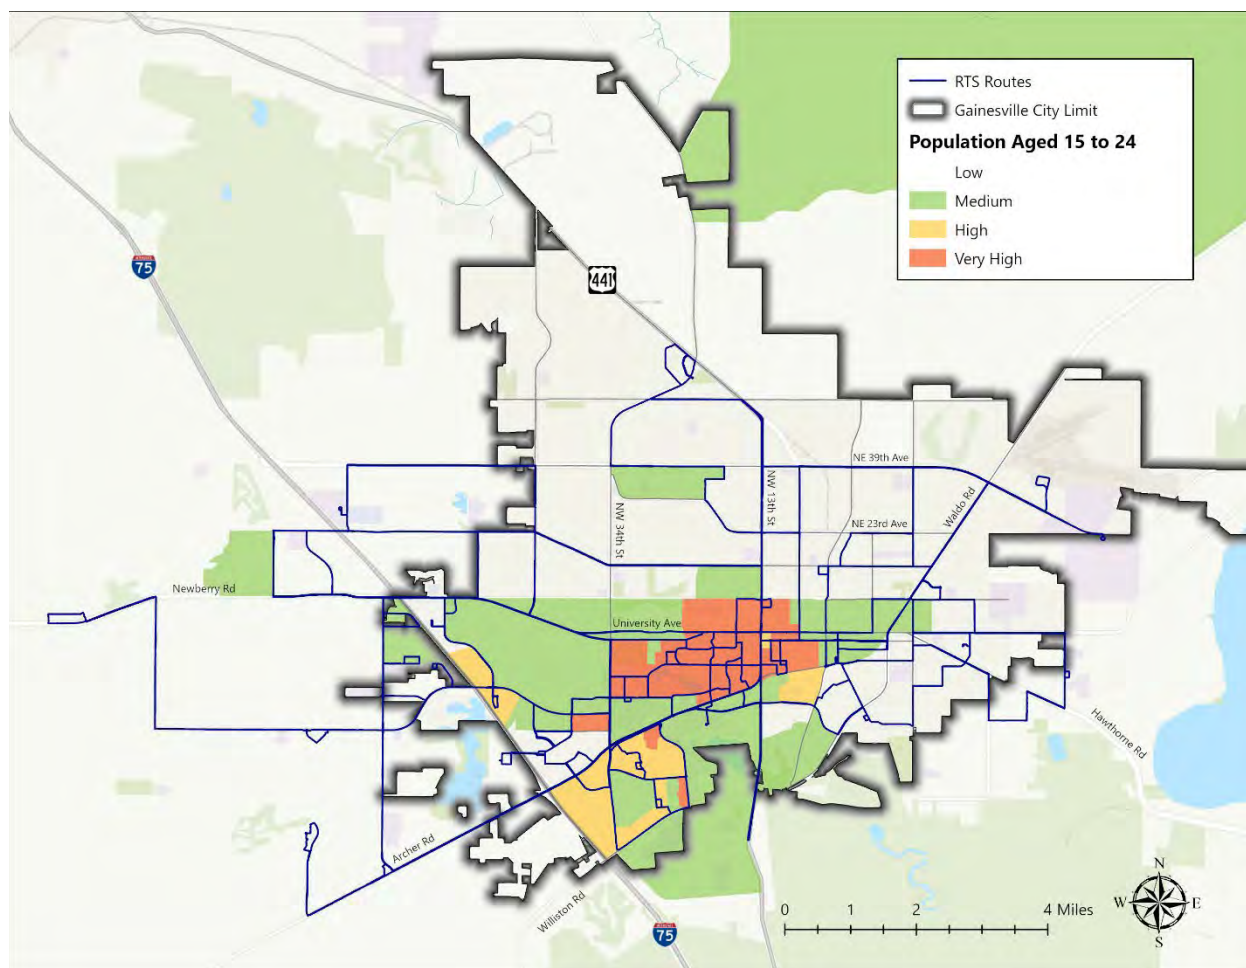 RTS Routes
Gainesville City Limit
Population Aged 15 to 24
Low
Medium
High
Very High
75
441
NE 39th Ave
NW 13th St
Waldo Rd
NW 34th St
NE 23rd Ave
Newberry Rd
University Ave
Hawthorne Rd
Archer Rd
Williston Rd
75
0 1 2 4 Miles
N
W E
S